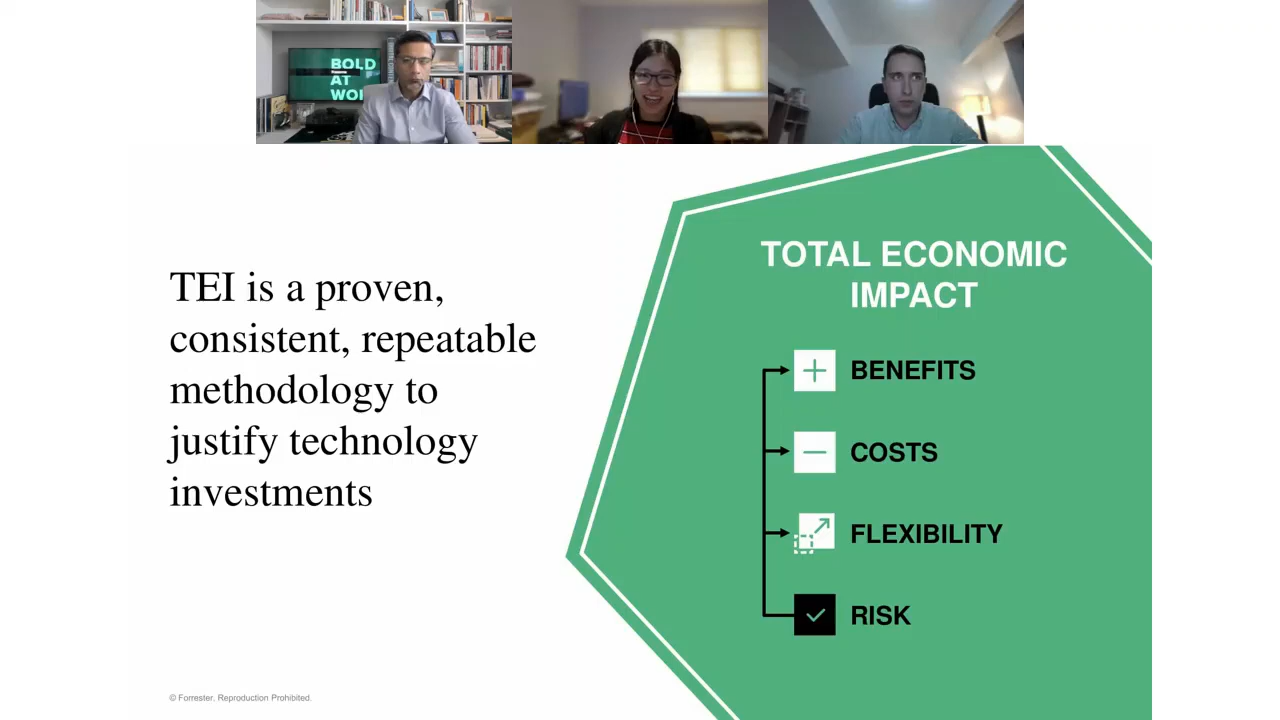 BOLD
AT
TEI is a proven,
consistent, repeatable
methodology to
justify technology
investments
TOTAL ECONOMIC
IMPACT
BENEFITS
COSTS
FLEXIBILITY
RISK
© Forrester. Reproduction Prohibited.